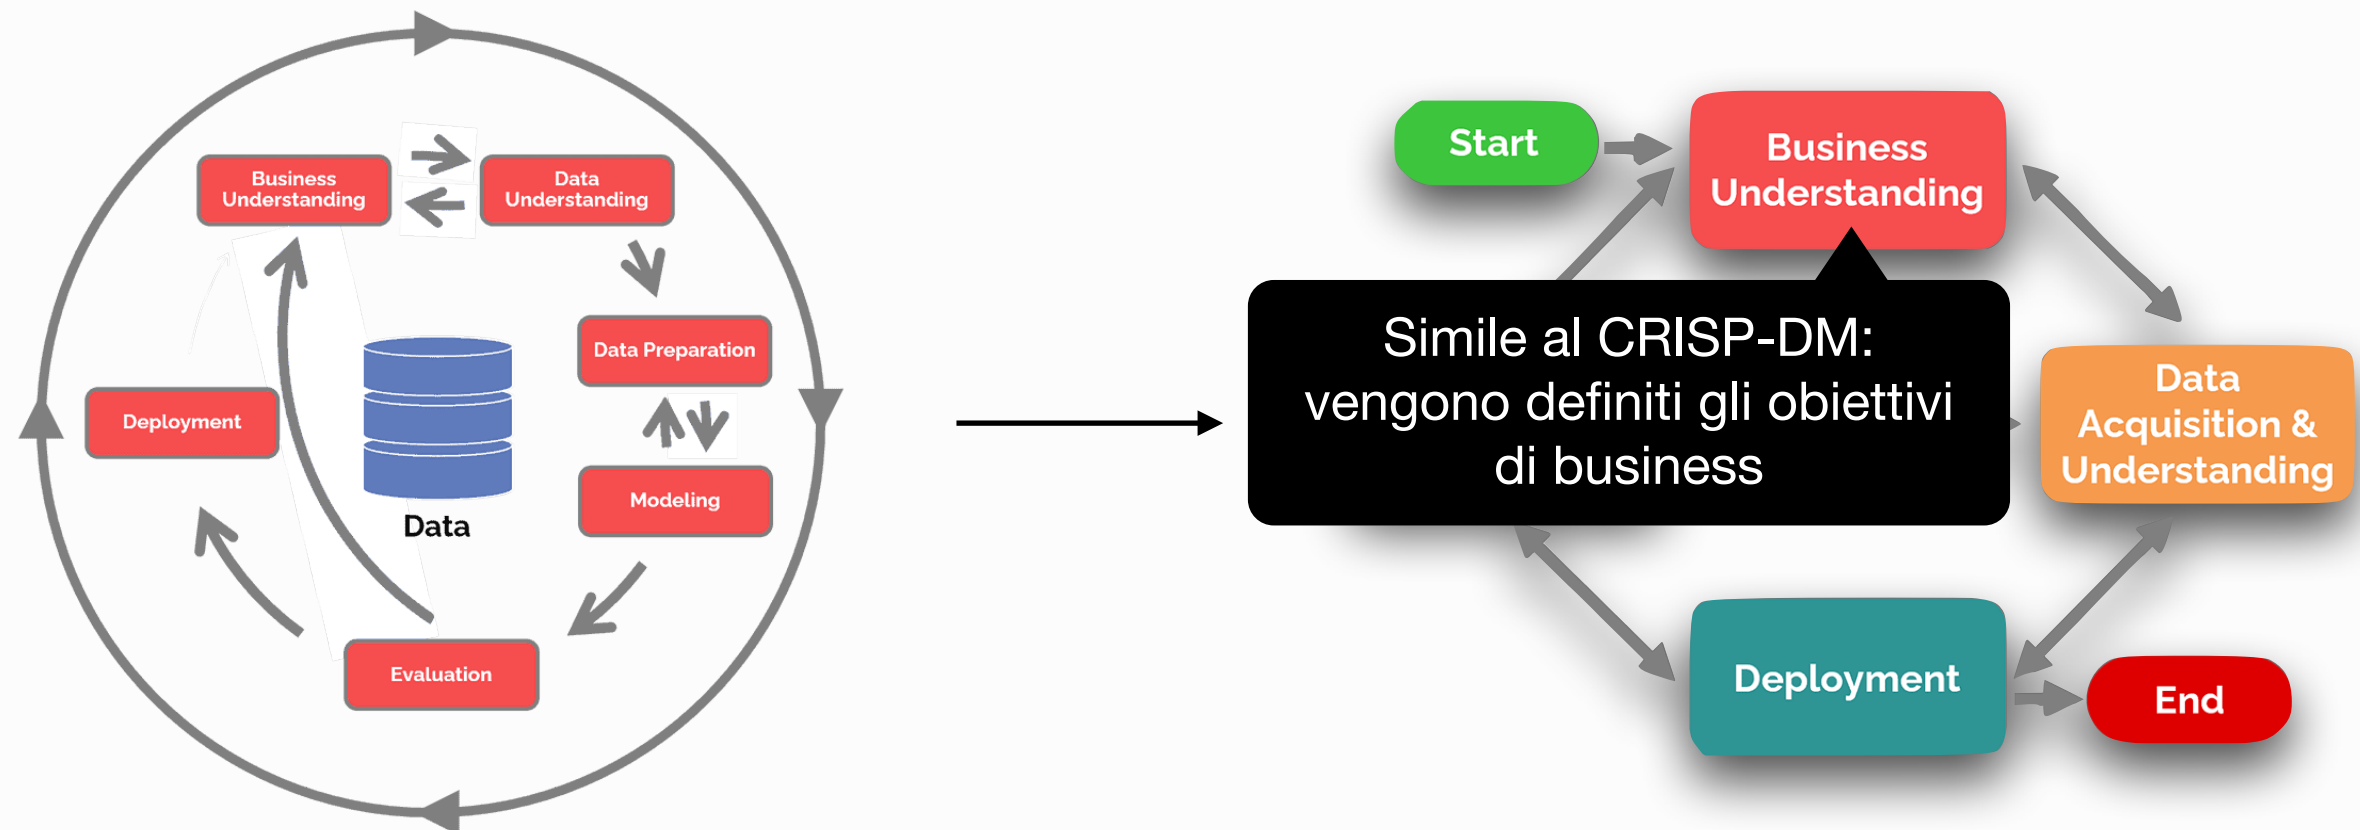 Business
Understanding
Data
Understanding
Data Preparation
Modeling
Evaluation
Deployment
Data
Start
Business
Understanding
Simile al CRISP-DM:
vengono definiti gli obiettivi
di business
Data
Acquisition &
Understanding
Deployment
End